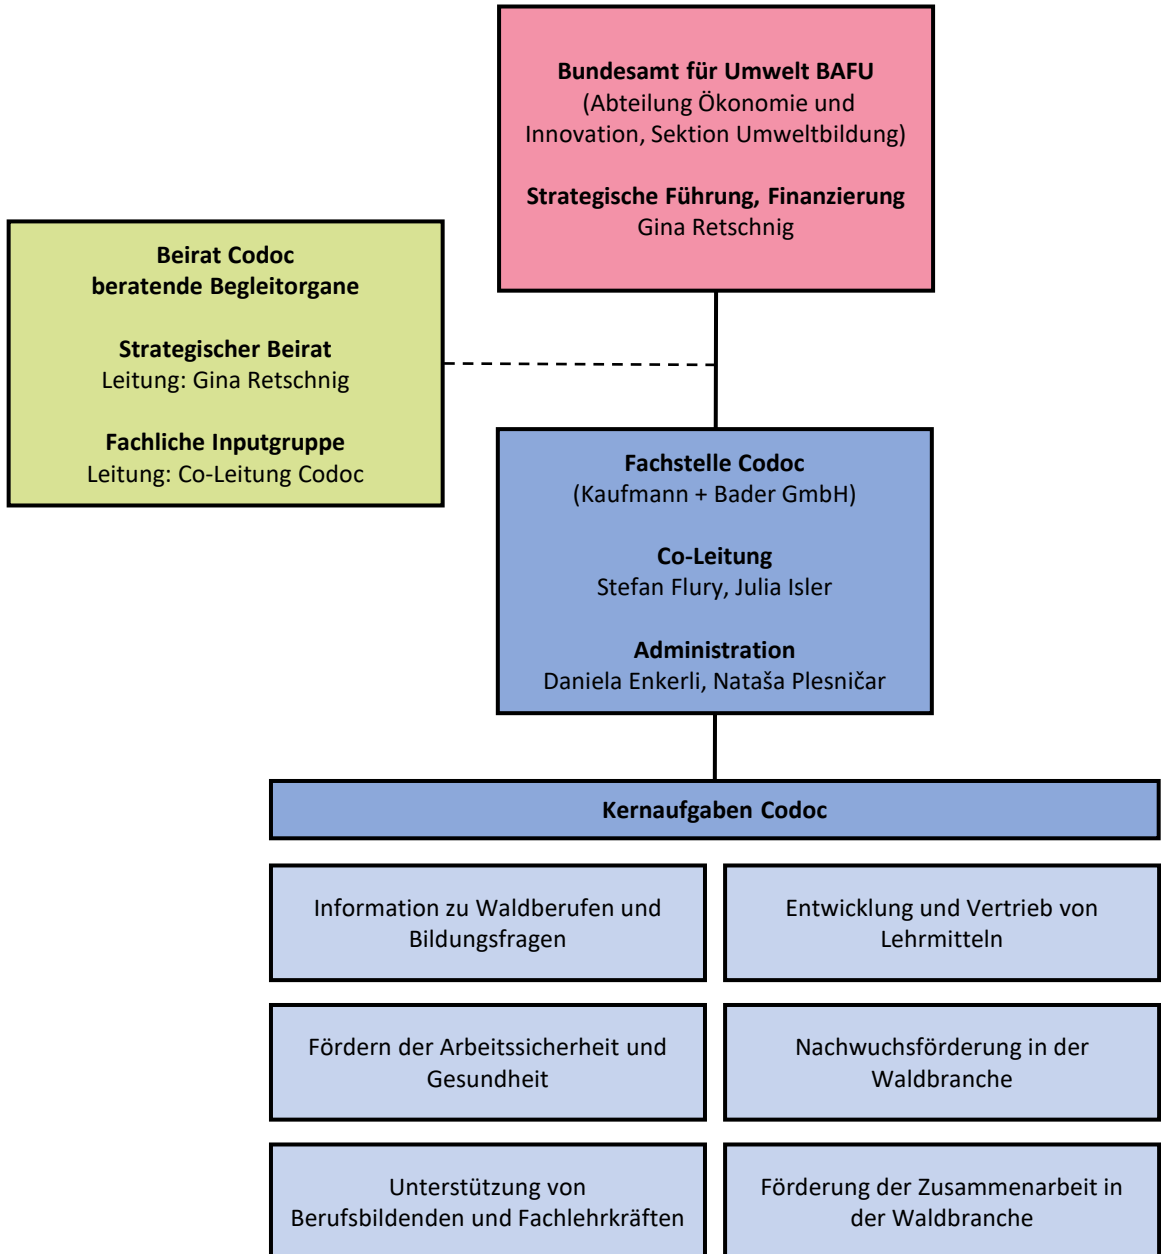 Bundesamt für Umwelt BAFU
(Abteilung Ökonomie und
Innovation, Sektion Umweltbildung)
Strategische Führung, Finanzierung
Gina Retschnig
Beirat Codoc
beratende Begleitorgane
Strategischer Beirat
Leitung: Gina Retschnig
Fachliche Inputgruppe
Leitung: Co-Leitung Codoc
Fachstelle Codoc
(Kaufmann + Bader GmbH)
Co-Leitung
Stefan Flury, Julia Isler
Administration
Daniela Enkerli, Nataša Plesničar
Kernaufgaben Codoc
Information zu Waldberufen und
Bildungsfragen
Entwicklung und Vertrieb von
Lehrmitteln
Fördern der Arbeitssicherheit und
Gesundheit
Nachwuchsförderung in der
Waldbranche
Unterstützung von
Berufsbildenden und Fachlehrkräften
Förderung der Zusammenarbeit in
der Waldbranche